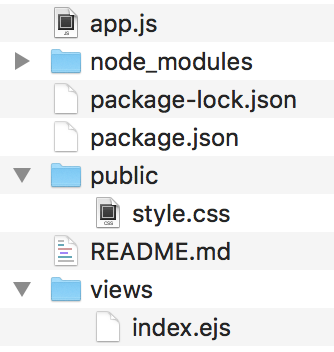 app.js
node_modules
package-lock.json
package.json
public
style.css
README.md
views
index.ejs